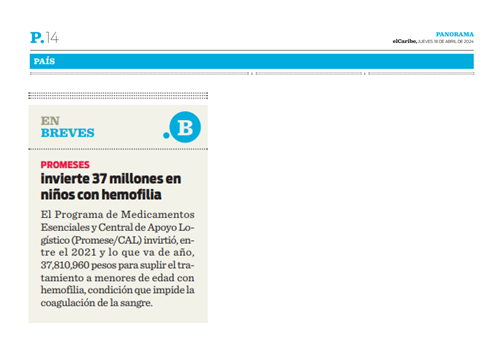 P.14
PANORAMA
elCaribe, JUEVES 18 DE ABRIL DE 2024
PAÍS
EN
BREVES
.B
PROMESES
invierte 37 millones en
niños con hemofilia
El Programa de Medicamentos
Esenciales y Central de Apoyo Lo-
gístico (Promese/CAL) invirtió, en-
tre el 2021 y lo que va de año,
37,810,960 pesos para suplir el tra-
tamiento a menores de edad con
hemofilia, condición que impide la
coagulación de la sangre.